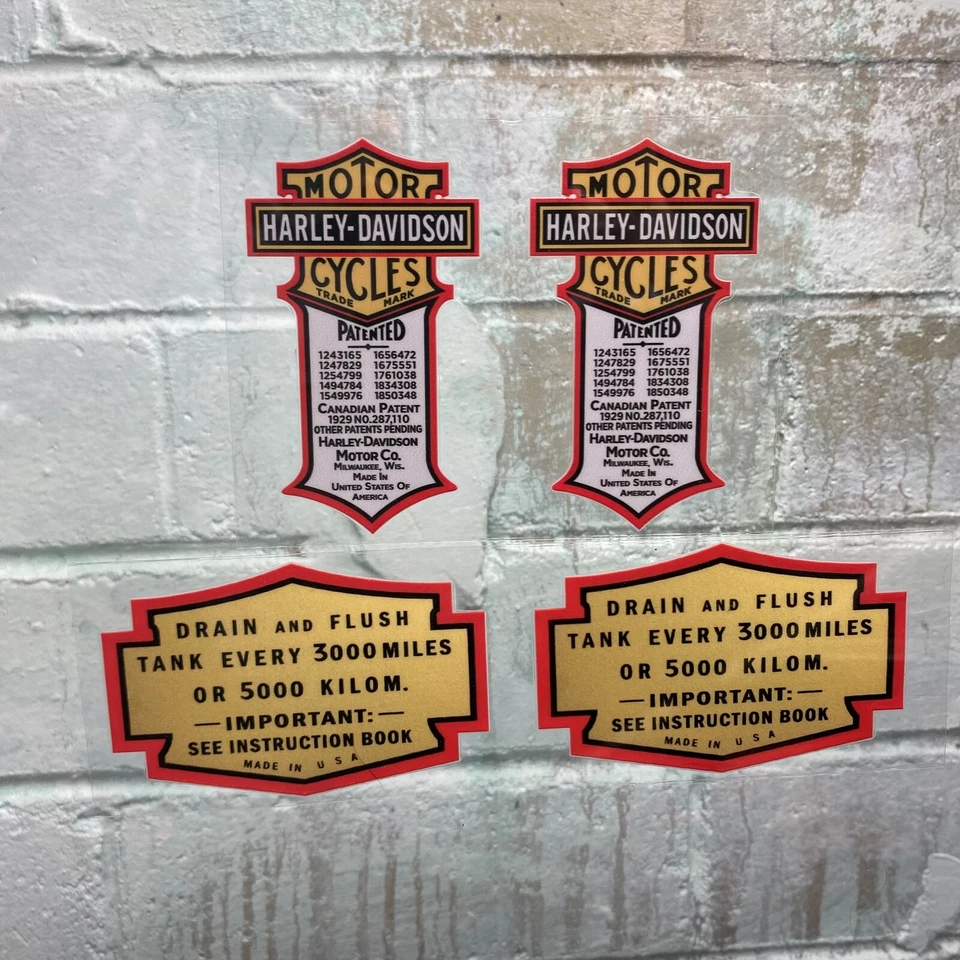 MOTOR
HARLEY-DAVIDSON
CYCLES
TRADE MARK
PATENTED
1243165 1656472
1247829 1675551
1254799 1761038
1494784 1834308
1549976 1850348
CANADIAN PATENT
1929 NO.287,110
OTHER PATENTS PENDING
HARLEY-DAVIDSON
MOTOR CO.
MILWAUKEE, WIS.
MADE IN
UNITED STATES OF
AMERICA
MOTOR
HARLEY-DAVIDSON
CYCLES
TRADE MARK
PATENTED
1243165 1656472
1247829 1675551
1254799 1761038
1494784 1834308
1549976 1850348
CANADIAN PATENT
1929 NO.287,110
OTHER PATENTS PENDING
HARLEY-DAVIDSON
MOTOR CO.
MILWAUKEE, WIS.
MADE IN
UNITED STATES OF
AMERICA
DRAIN AND FLUSH
TANK EVERY 3000 MILES
OR 5000 KILOM.
— IMPORTANT: —
SEE INSTRUCTION BOOK
MADE IN U S A
DRAIN AND FLUSH
TANK EVERY 3000 MILES
OR 5000 KILOM.
— IMPORTANT: —
SEE INSTRUCTION BOOK
MADE IN U S A